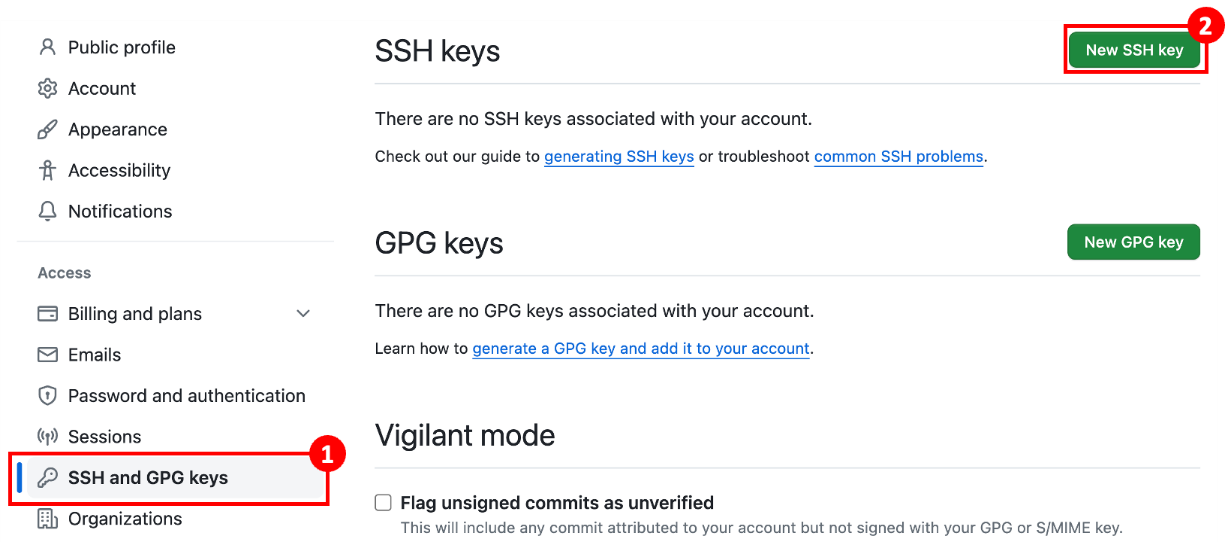 Public profile
Account
Appearance
Accessibility
Notifications
Access
Billing and plans
Emails
Password and authentication
Sessions
1
SSH and GPG keys
Organizations
SSH keys
2
New SSH key
There are no SSH keys associated with your account.
Check out our guide to generating SSH keys or troubleshoot common SSH problems.
GPG keys
New GPG key
There are no GPG keys associated with your account.
Learn how to generate a GPG key and add it to your account.
Vigilant mode
Flag unsigned commits as unverified
This will include any commit attributed to your account but not signed with your GPG or S/MIME key.